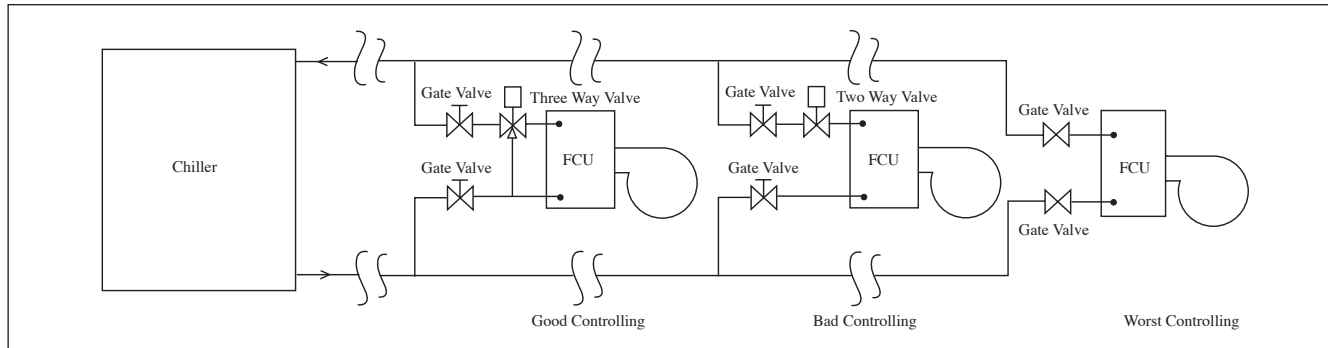 Chiller
Gate Valve
Three Way Valve
FCU
Gate Valve
Gate Valve
Two Way Valve
FCU
Gate Valve
Gate Valve
FCU
Gate Valve
Good Controlling
Bad Controlling
Worst Controlling